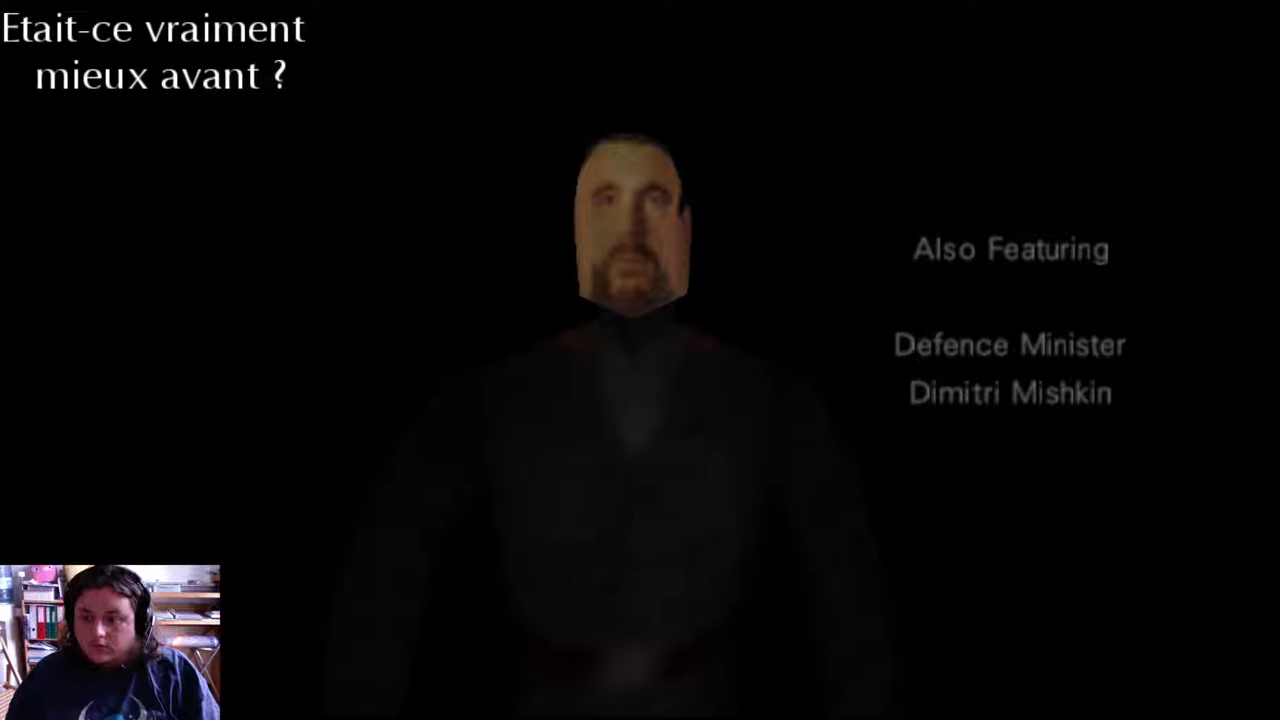 Etait-ce vraiment
mieux avant ?
Also Featuring
Defence Minister
Dimitri Mishkin